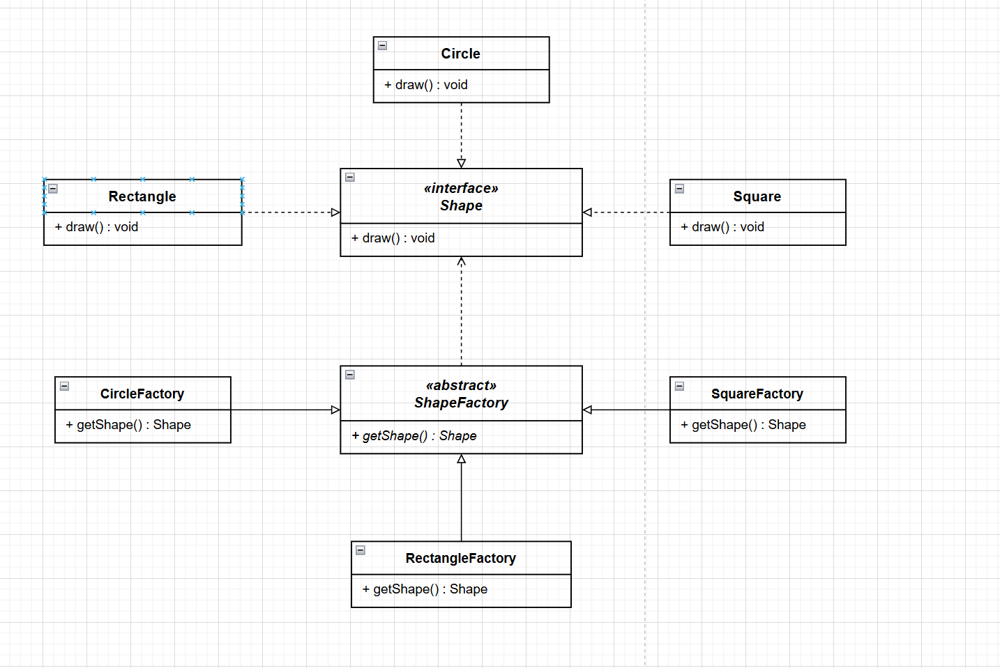 Circle
+ draw() : void
«interface»
Shape
+ draw() : void
Rectangle
+ draw() : void
Square
+ draw() : void
CircleFactory
+ getShape() : Shape
«abstract»
ShapeFactory
+ getShape() : Shape
SquareFactory
+ getShape() : Shape
RectangleFactory
+ getShape() : Shape